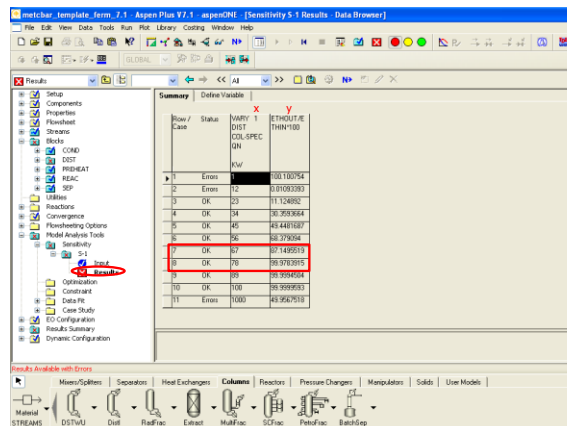 metcbar_template_ferm_7.1 - Aspen Plus V7.1 - aspenONE - [Sensitivity S-1 Results - Data Browser]
File Edit View Data Tools Run Plot Library Costing Window Help
GLOBAL
Results
All
N>
Setup
Components
Properties
Flowsheet
Streams
Blocks
COND
DIST
PREHEAT
REAC
SEP
Utilities
Reactions
Convergence
Flowsheeting Options
Model Analysis Tools
Sensitivity
S-1
Input
Results
Optimization
Constraint
Data Fit
Case Study
EO Configuration
Results Summary
Dynamic Configuration
Summary Define Variable
x y
Row / Case Status VARY 1 DIST COL-SPEC QN KW ETHOUT/E THIN*100
1 Errors 1 100.100754
2 Errors 12 0.01093393
3 OK 23 11.124892
4 OK 34 30.3593664
5 OK 45 49.4481687
6 OK 56 68.379094
7 OK 67 87.1495519
8 OK 78 99.9783915
9 OK 89 99.9994584
10 OK 100 99.9999593
11 Errors 1000 49.9567518
Results Available with Errors
Mixers/Splitters Separators Heat Exchangers Columns Reactors Pressure Changers Manipulators Solids User Models
Material
STREAMS DSTWU Distl RadFrac Extract MultiFrac SCFrac PetroFrac BatchSep